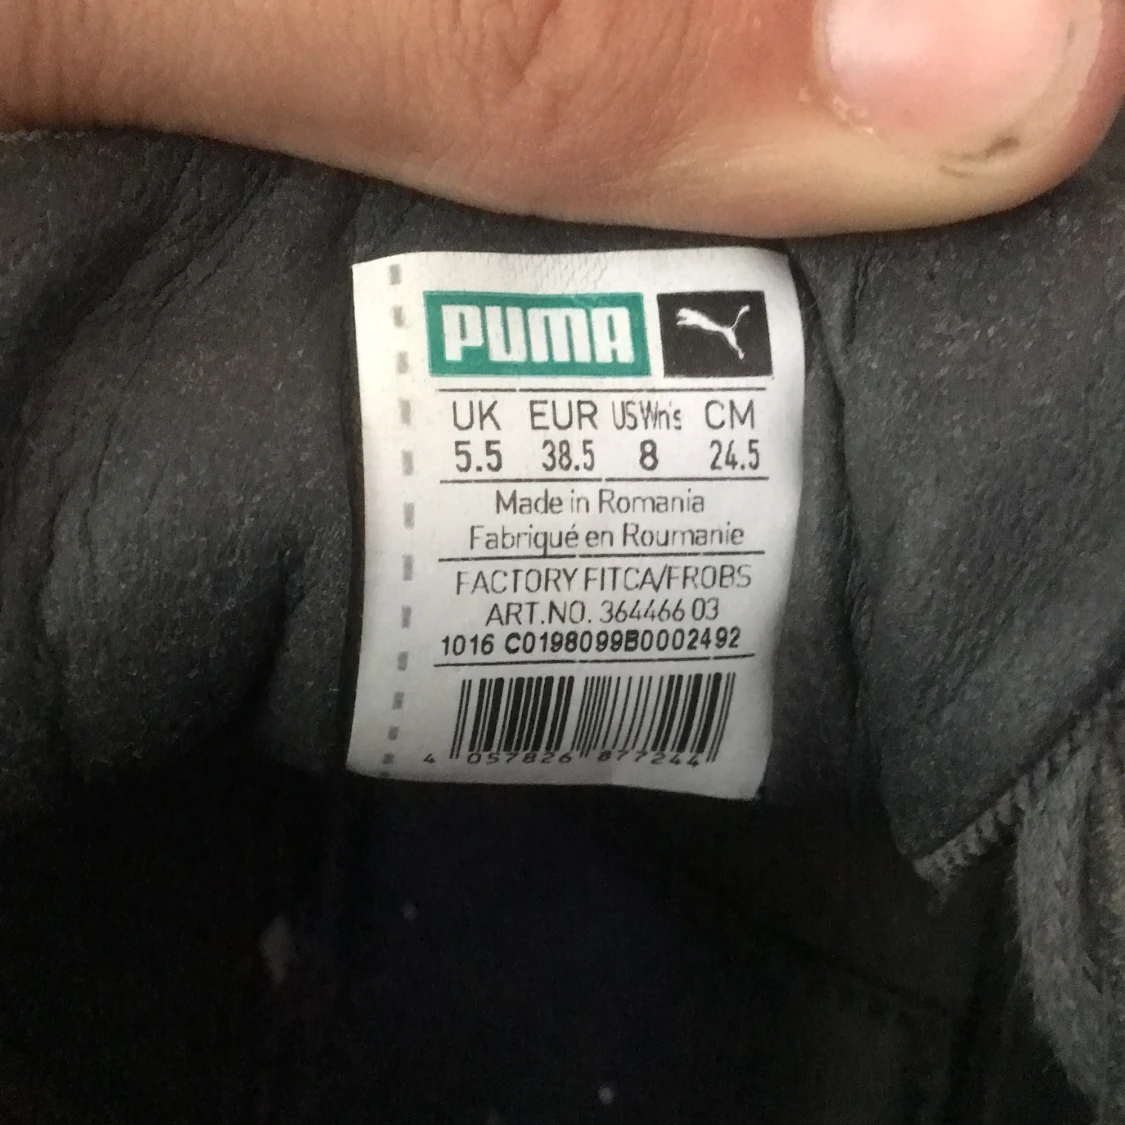 PUMA
UK EUR US Wn's CM
5.5 38.5 8 24.5
Made in Romania
Fabriqué en Roumanie
FACTORY FITCA/FROBS
ART.NO. 364466 03
1016 C0198099B0002492
4 057826 877244